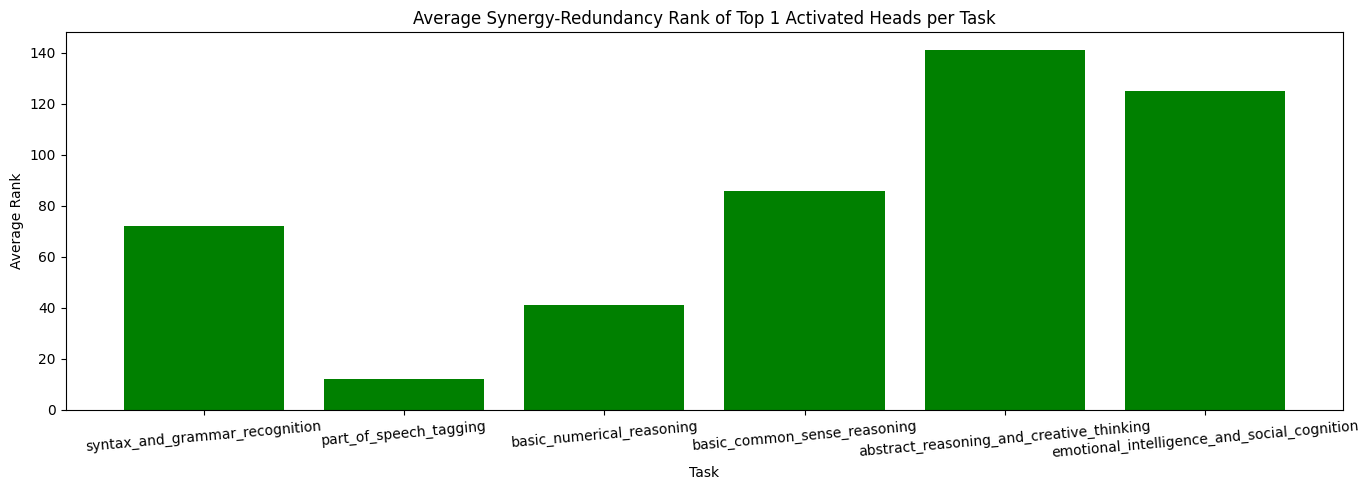 Average Synergy-Redundancy Rank of Top 1 Activated Heads per Task
Average Rank
140
120
100
80
60
40
20
0
syntax_and_grammar_recognition
part_of_speech_tagging
basic_numerical_reasoning
basic_common_sense_reasoning
abstract_reasoning_and_creative_thinking
emotional_intelligence_and_social_cognition
Task